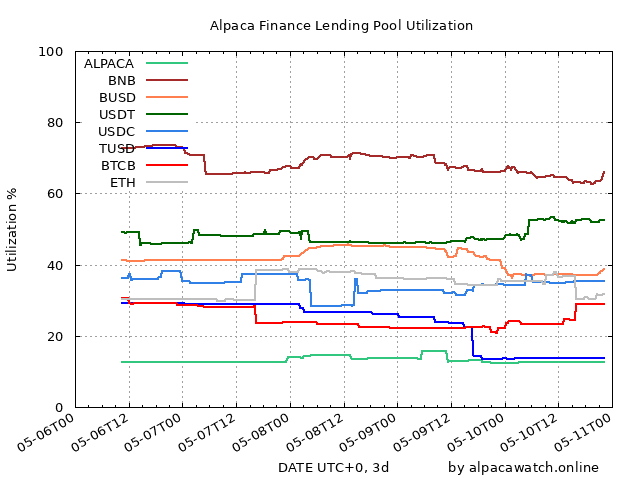 Alpaca Finance Lending Pool Utilization
Utilization %
100
80
60
40
20
0
ALPACA
BNB
BUSD
USDT
USDC
TUSD
BTCB
ETH
05-06T00
05-06T12
05-07T00
05-07T12
05-08T00
05-08T12
05-09T00
05-09T12
05-10T00
05-10T12
05-11T00
DATE UTC+0, 3d
by alpacawatch.online